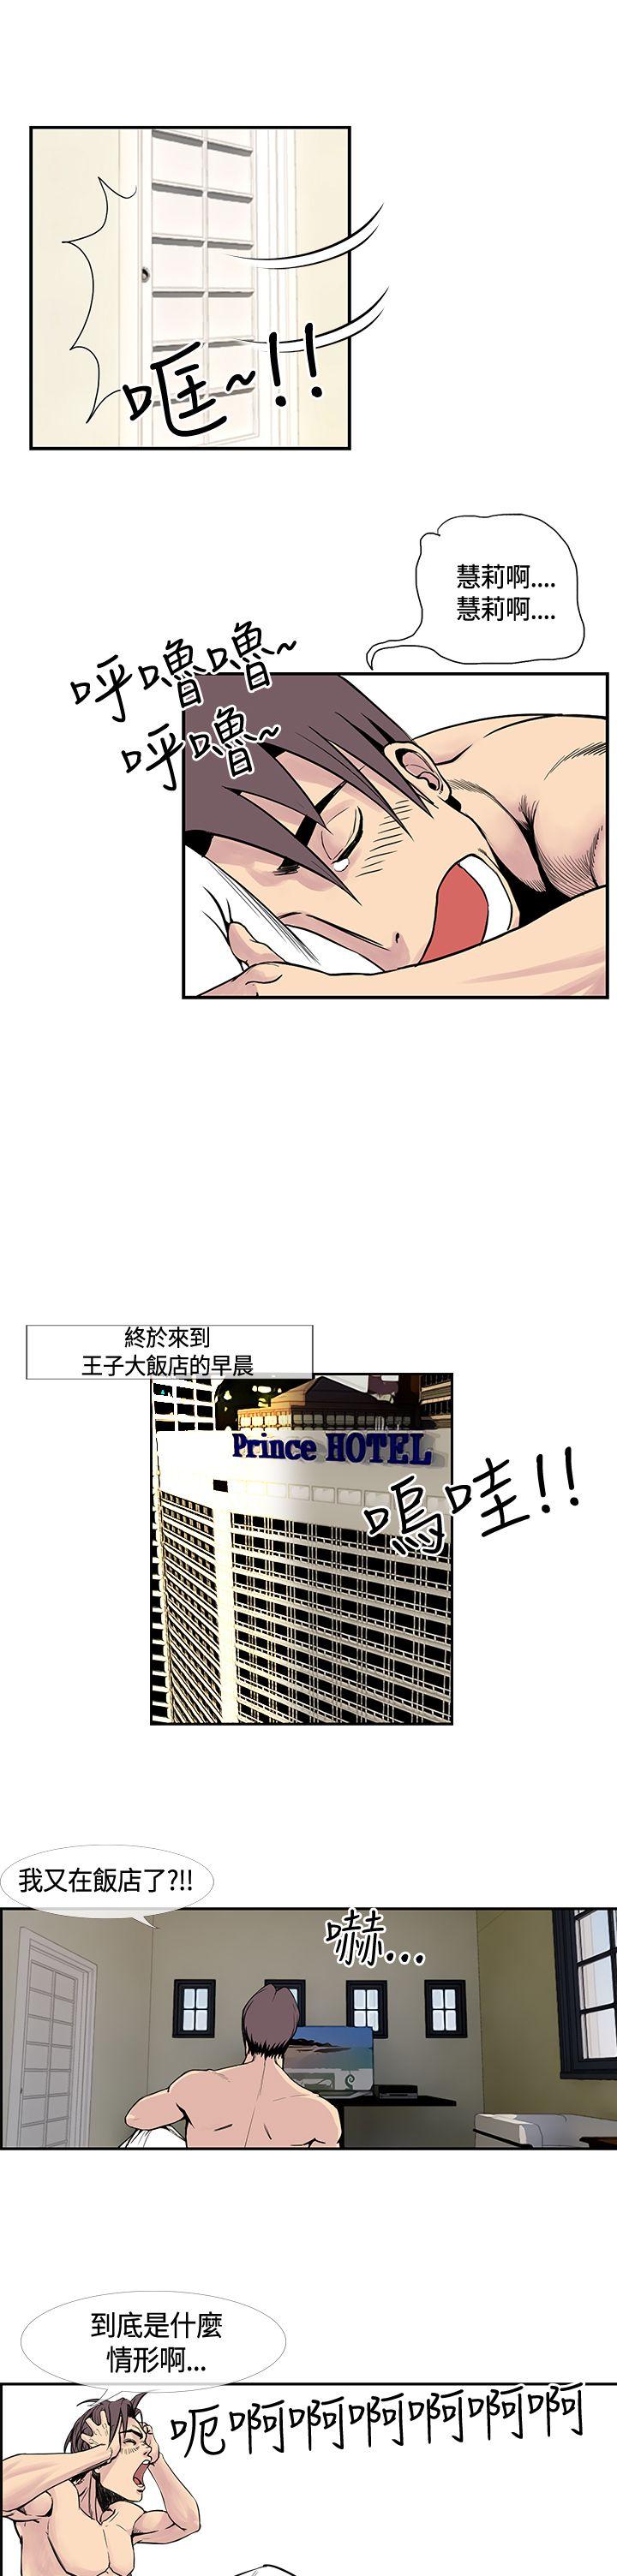 哐~!!
慧莉啊....
慧莉啊....
呼嚕嚕~
呼嚕~
終於來到
王子大飯店的早晨
Prince HOTEL
嗚哇!!
我又在飯店了?!!
嚇...
到底是什麼
情形啊...
呃啊啊啊啊啊啊